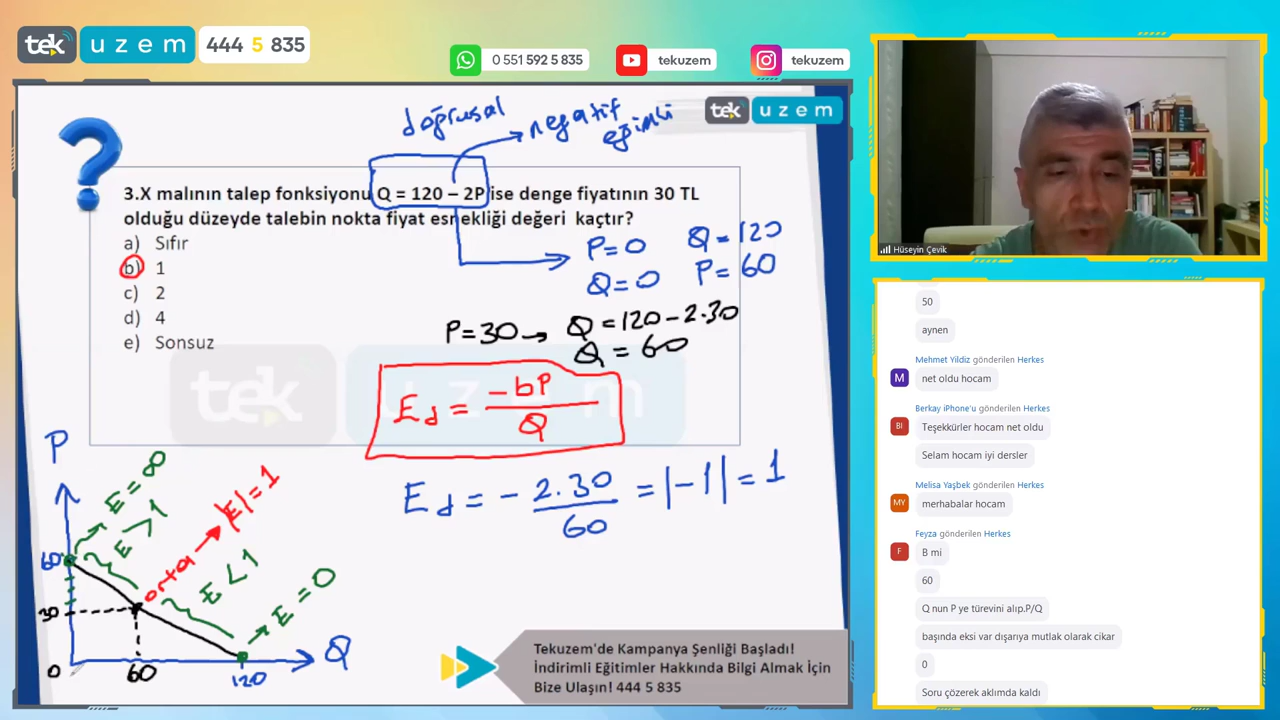 tek uzem 444 5 835
0 551 592 5 835
tekuzem
tekuzem
tek uzem
doğrusal
negatif
eğimli
3.X malının talep fonksiyonu Q = 120 – 2P ise denge fiyatının 30 TL
olduğu düzeyde talebin nokta fiyat esnekliği değeri kaçtır?
a) Sıfır
b) 1
c) 2
d) 4
e) Sonsuz
P=0 Q=120
Q=0 P=60
P=30 → Q=120-2.30
Q=60
tek uzem
Ed = -bP/Q
Ed = - 2.30/60 = |-1| = 1
P
E=∞
E>1
orta → |E|=1
E<1
E=0
60
30
0
60
120
Q
Tekuzem'de Kampanya Şenliği Başladı!
İndirimli Eğitimler Hakkında Bilgi Almak İçin
Bize Ulaşın! 444 5 835
Hüseyin Çevik
50
aynen
Mehmet Yildiz gönderilen Herkes
M
net oldu hocam
Berkay iPhone'u gönderilen Herkes
BI
Teşekkürler hocam net oldu
Selam hocam iyi dersler
Melisa Yaşbek gönderilen Herkes
MY
merhabalar hocam
Feyza gönderilen Herkes
F
B mi
60
Q nun P ye türevini alıp.P/Q
başında eksi var dışarıya mutlak olarak cikar
0
Soru çözerek aklımda kaldı